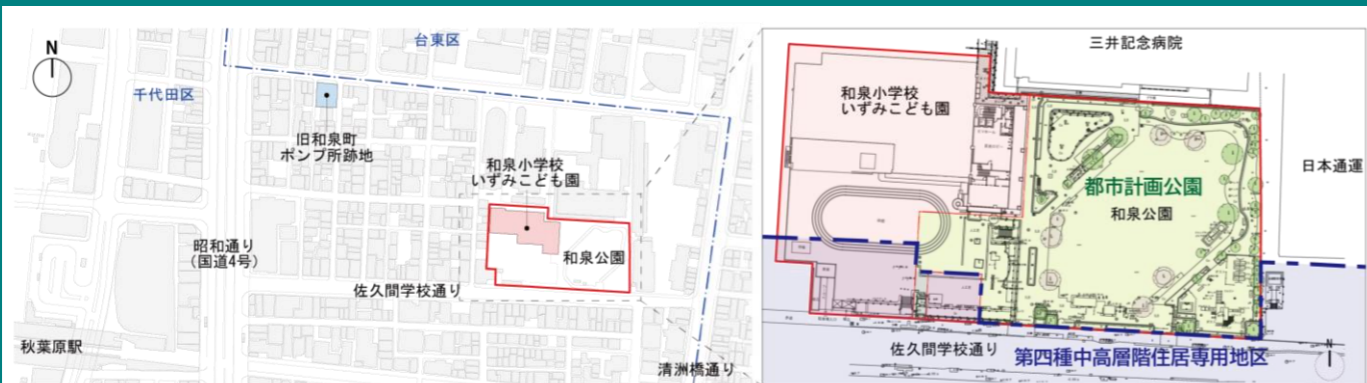 N
台東区
千代田区
旧和泉町
ポンプ所跡地
和泉小学校
いずみこども園
昭和通り
（国道4号）
和泉公園
佐久間学校通り
秋葉原駅
清洲橋通り
三井記念病院
和泉小学校
いずみこども園
日本通運
都市計画公園
和泉公園
佐久間学校通り
第四種中高層階住居専用地区
N